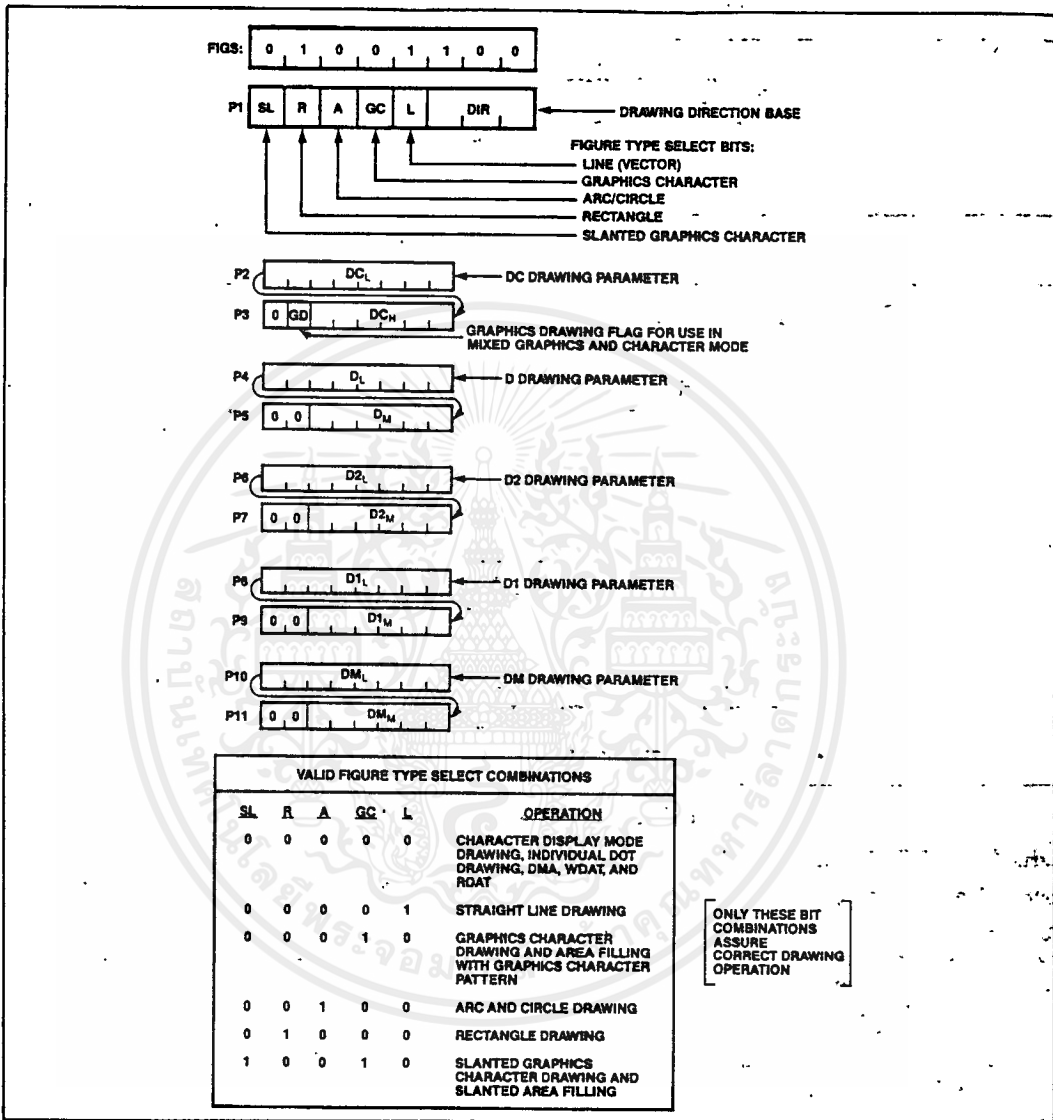 FIGS: 0 1 0 0 1 1 0 0
P1 SL R A GC L DIR DRAWING DIRECTION BASE
FIGURE TYPE SELECT BITS:
LINE (VECTOR)
GRAPHICS CHARACTER
ARC/CIRCLE
RECTANGLE
SLANTED GRAPHICS CHARACTER
P2 DCL DC DRAWING PARAMETER
P3 0 GD DCH
GRAPHICS DRAWING FLAG FOR USE IN
MIXED GRAPHICS AND CHARACTER MODE
P4 DL D DRAWING PARAMETER
P5 0 0 DM
P6 D2L D2 DRAWING PARAMETER
P7 0 0 D2M
P8 D1L D1 DRAWING PARAMETER
P9 0 0 D1M
P10 DML DM DRAWING PARAMETER
P11 0 0 DMM
VALID FIGURE TYPE SELECT COMBINATIONS
SL R A GC L OPERATION
0 0 0 0 0 CHARACTER DISPLAY MODE
DRAWING, INDIVIDUAL DOT
DRAWING, DMA, WDAT, AND
RDAT
0 0 0 0 1 STRAIGHT LINE DRAWING
0 0 0 1 0 GRAPHICS CHARACTER
DRAWING AND AREA FILLING
WITH GRAPHICS CHARACTER
PATTERN
0 0 1 0 0 ARC AND CIRCLE DRAWING
0 1 0 0 0 RECTANGLE DRAWING
1 0 0 1 0 SLANTED GRAPHICS
CHARACTER DRAWING AND
SLANTED AREA FILLING
ONLY THESE BIT
COMBINATIONS
ASSURE
CORRECT DRAWING
OPERATION